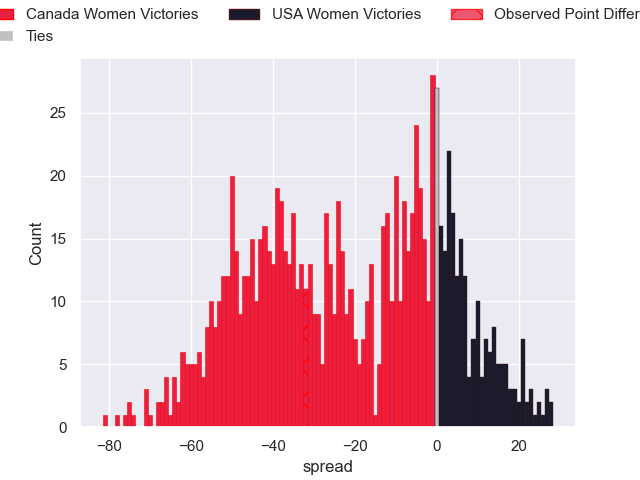 Canada Women Victories USA Women Victories Observed Point Differ
Ties
25
20
15
10
5
0
Count
−80 −60 −40 −20 0 20
spread